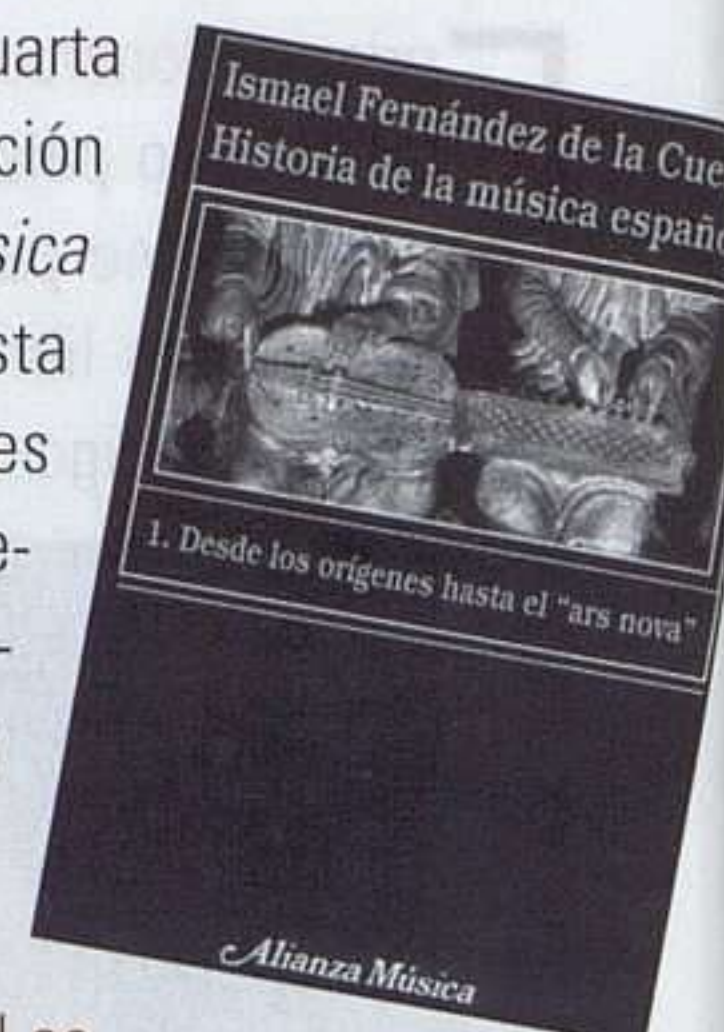 uarta
ción
sica
sta
es
e-
-
Ismael Fernández de la Cue
Historia de la música españo
1. Desde los orígenes hasta el “ars nova”
Alianza Música